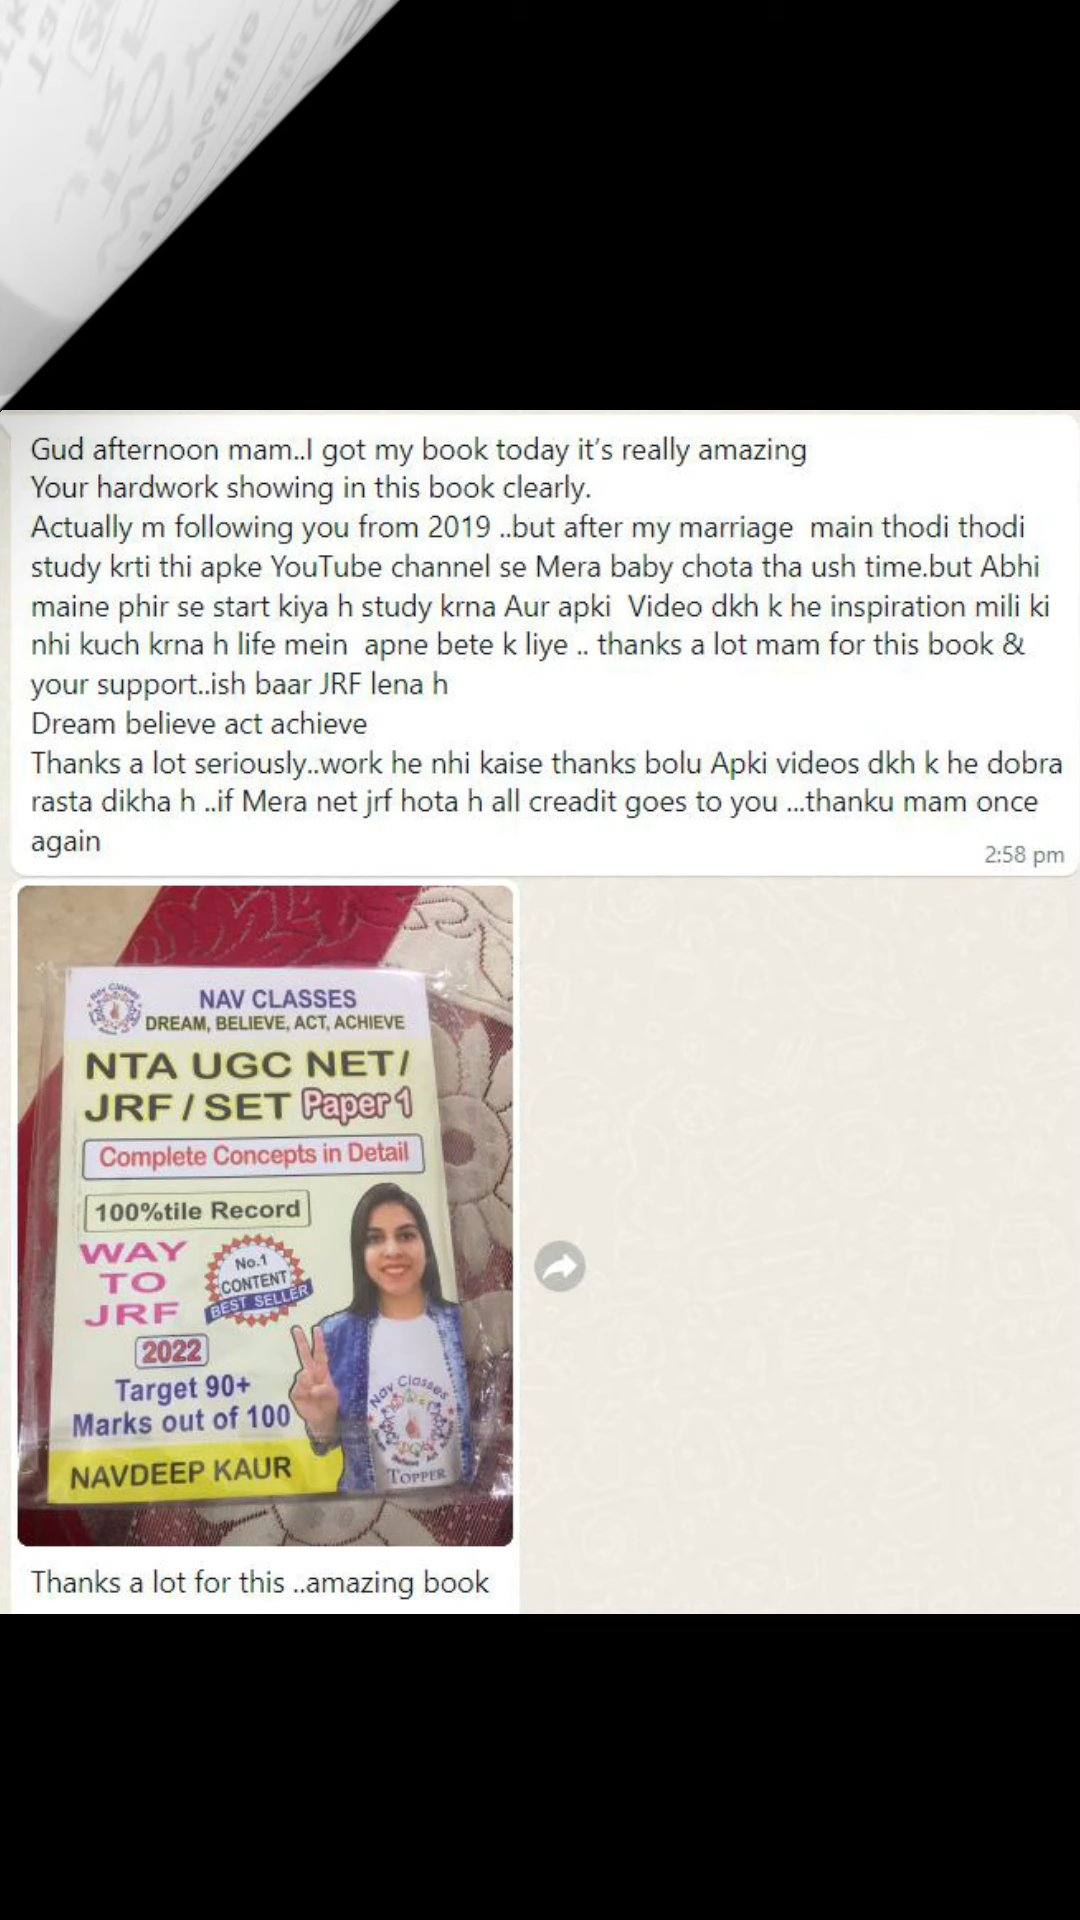 Gud afternoon mam..I got my book today it's really amazing
Your hardwork showing in this book clearly.
Actually m following you from 2019 ..but after my marriage main thodi thodi
study krti thi apke YouTube channel se Mera baby chota tha ush time.but Abhi
maine phir se start kiya h study krna Aur apki Video dkh k he inspiration mili ki
nhi kuch krna h life mein apne bete k liye .. thanks a lot mam for this book &
your support..ish baar JRF lena h
Dream believe act achieve
Thanks a lot seriously..work he nhi kaise thanks bolu Apki videos dkh k he dobra
rasta dikha h ..if Mera net jrf hota h all creadit goes to you ...thanku mam once
again
2:58 pm
Nav Classes
NAV CLASSES
DREAM, BELIEVE, ACT, ACHIEVE
NTA UGC NET/
JRF / SET Paper 1
Complete Concepts in Detail
100%tile Record
WAY
TO
JRF
No.1
CONTENT
BEST SELLER
2022
Target 90+
Marks out of 100
NAVDEEP KAUR
Nav Classes
TOPPER
Thanks a lot for this ..amazing book